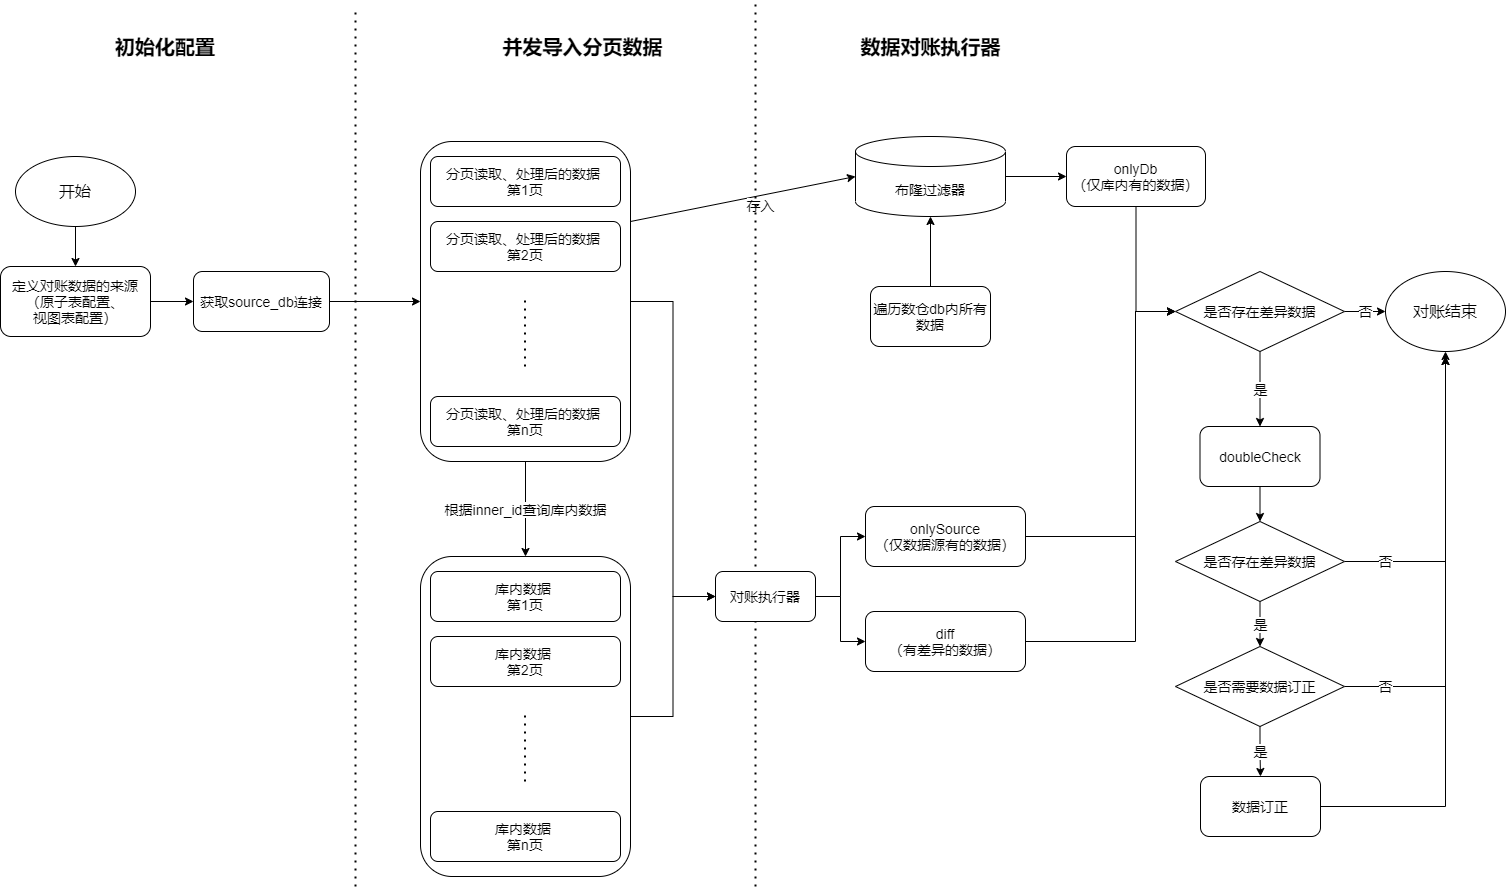 初始化配置
并发导入分页数据
数据对账执行器
开始
定义对账数据的来源
（原子表配置、
视图表配置）
获取source_db连接
分页读取、处理后的数据
第1页
分页读取、处理后的数据
第2页
分页读取、处理后的数据
第n页
根据inner_id查询库内数据
库内数据
第1页
库内数据
第2页
库内数据
第n页
存入
布隆过滤器
遍历数仓db内所有
数据
onlyDb
（仅库内有的数据）
对账执行器
onlySource
（仅数据源有的数据）
diff
（有差异的数据）
是否存在差异数据
否
对账结束
是
doubleCheck
是否存在差异数据
否
是
是否需要数据订正
否
是
数据订正